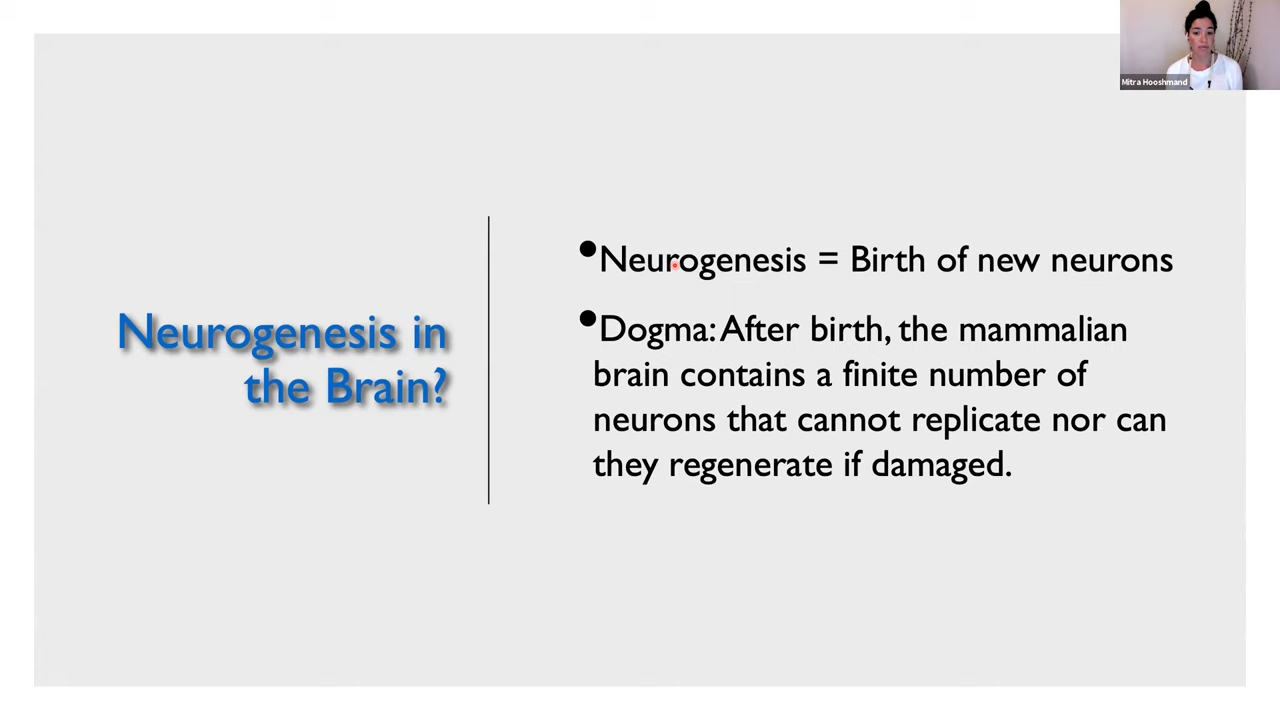 Mitra Hooshmand
Neurogenesis in
the Brain?
•Neurogenesis = Birth of new neurons
•Dogma: After birth, the mammalian
brain contains a finite number of
neurons that cannot replicate nor can
they regenerate if damaged.